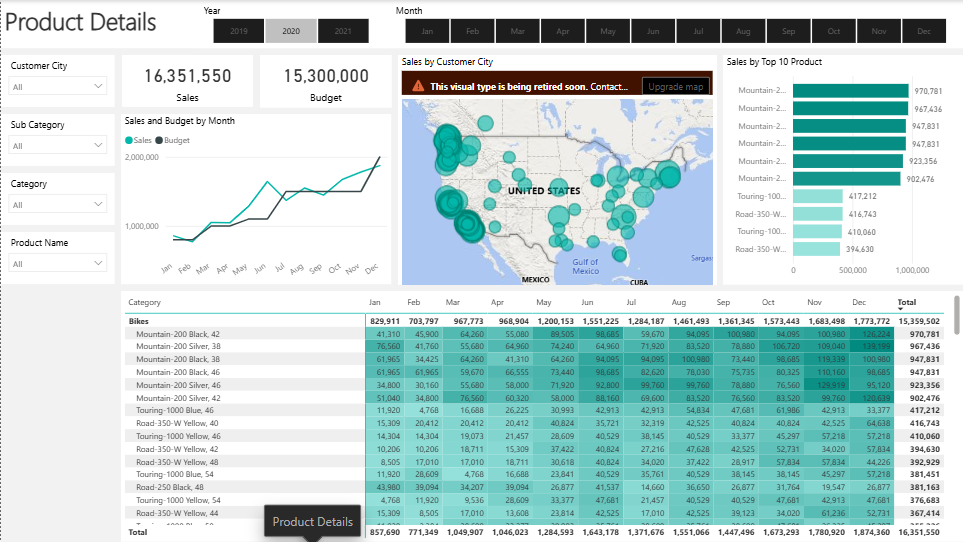 Product Details
Year
2019 2020 2021
Month
Jan Feb Mar Apr May Jun Jul Aug Sep Oct Nov Dec
Customer City
All
Sub Category
All
Category
All
Product Name
All
16,351,550
Sales
15,300,000
Budget
Sales and Budget by Month
Sales Budget
2,000,000
1,000,000
Jan Feb Mar Apr May Jun Jul Aug Sep Oct Nov Dec
Sales by Customer City
This visual type is being retired soon. Contact... Upgrade map
UNITED STATES
Gulf of
Mexico
Sargass
MEXICO
CUBA
Sales by Top 10 Product
Mountain-2... 970,781
Mountain-2... 967,436
Mountain-2... 947,831
Mountain-2... 947,831
Mountain-2... 923,356
Mountain-2... 902,476
Touring-100... 417,212
Road-350-W... 416,743
Touring-100... 410,060
Road-350-W... 394,630
0 500,000 1,000,000
Category Jan Feb Mar Apr May Jun Jul Aug Sep Oct Nov Dec Total
Bikes 829,911 703,797 967,773 968,904 1,200,153 1,551,225 1,284,187 1,461,493 1,361,345 1,573,443 1,683,498 1,773,772 15,359,502
Mountain-200 Black, 42 41,310 45,900 64,260 55,080 89,505 98,685 59,670 94,095 100,980 94,095 100,980 126,224 970,781
Mountain-200 Silver, 38 76,560 41,760 55,680 64,960 74,240 64,960 71,920 83,520 78,880 106,720 109,040 139,199 967,436
Mountain-200 Black, 38 61,965 34,425 64,260 41,310 64,260 94,095 94,095 100,980 73,440 98,685 119,339 100,980 947,831
Mountain-200 Black, 46 61,965 61,965 59,670 66,555 73,440 98,685 82,620 78,030 75,735 80,325 110,160 98,685 947,831
Mountain-200 Silver, 46 34,800 30,160 55,680 58,000 71,920 92,800 99,760 99,760 78,880 76,560 129,919 95,120 923,356
Mountain-200 Silver, 42 51,040 34,800 76,560 60,320 58,000 88,160 69,600 83,520 76,560 83,520 99,760 120,639 902,476
Touring-1000 Blue, 46 11,920 4,768 16,688 26,225 30,993 42,913 42,913 54,834 47,681 61,986 42,913 33,377 417,212
Road-350-W Yellow, 40 15,309 20,412 20,412 20,412 40,824 35,721 32,319 42,525 40,824 40,824 42,525 64,638 416,743
Touring-1000 Yellow, 46 14,304 14,304 19,073 21,457 28,609 40,529 38,145 40,529 33,377 45,297 57,218 57,218 410,060
Road-350-W Yellow, 42 10,206 10,206 18,711 15,309 37,422 40,824 27,216 47,628 42,525 52,731 34,020 57,834 394,630
Road-350-W Yellow, 48 8,505 17,010 17,010 18,711 30,618 40,824 34,020 37,422 28,917 57,834 57,834 44,226 392,929
Touring-1000 Blue, 54 11,920 28,609 4,768 16,688 23,841 40,529 35,761 40,529 38,145 38,145 45,297 57,218 381,451
Road-250 Black, 48 43,980 39,094 34,207 39,094 26,877 41,537 14,660 36,650 26,877 31,764 19,547 26,877 381,163
Touring-1000 Yellow, 54 4,768 11,920 9,536 28,609 33,377 47,681 21,457 40,529 40,529 47,681 42,913 47,681 376,683
Road-350-W Yellow, 44 15,309 8,505 17,010 13,608 23,814 42,525 17,010 42,525 39,123 34,020 61,236 52,731 367,414
Total 857,690 771,349 1,049,907 1,046,023 1,284,593 1,643,178 1,371,676 1,551,066 1,447,496 1,673,293 1,780,920 1,874,360 16,351,550
Product Details